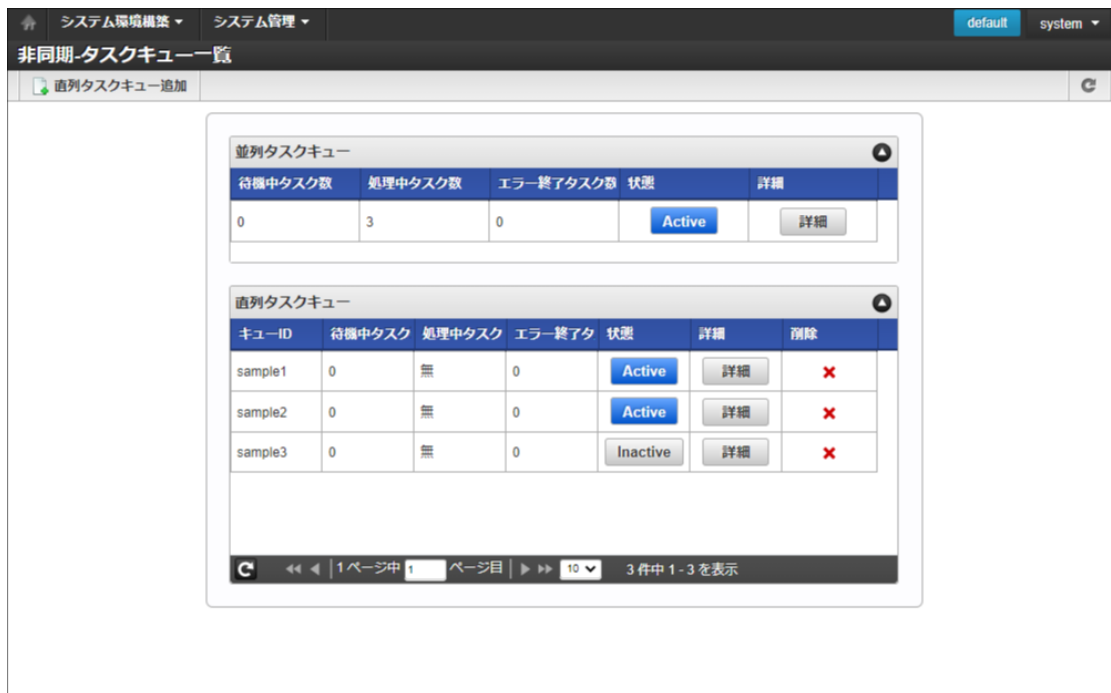 システム環境構築 システム管理 default system
非同期-タスクキュー一覧
直列タスクキュー追加
並列タスクキュー
待機中タスク数 処理中タスク数 エラー終了タスク数 状態 詳細
0 3 0 Active 詳細
直列タスクキュー
キューID 待機中タスク 処理中タスク エラー終了タ 状態 詳細 削除
sample1 0 無 0 Active 詳細
sample2 0 無 0 Active 詳細
sample3 0 無 0 Inactive 詳細
1 ページ中 1 ページ目 10 3 件中 1 - 3 を表示